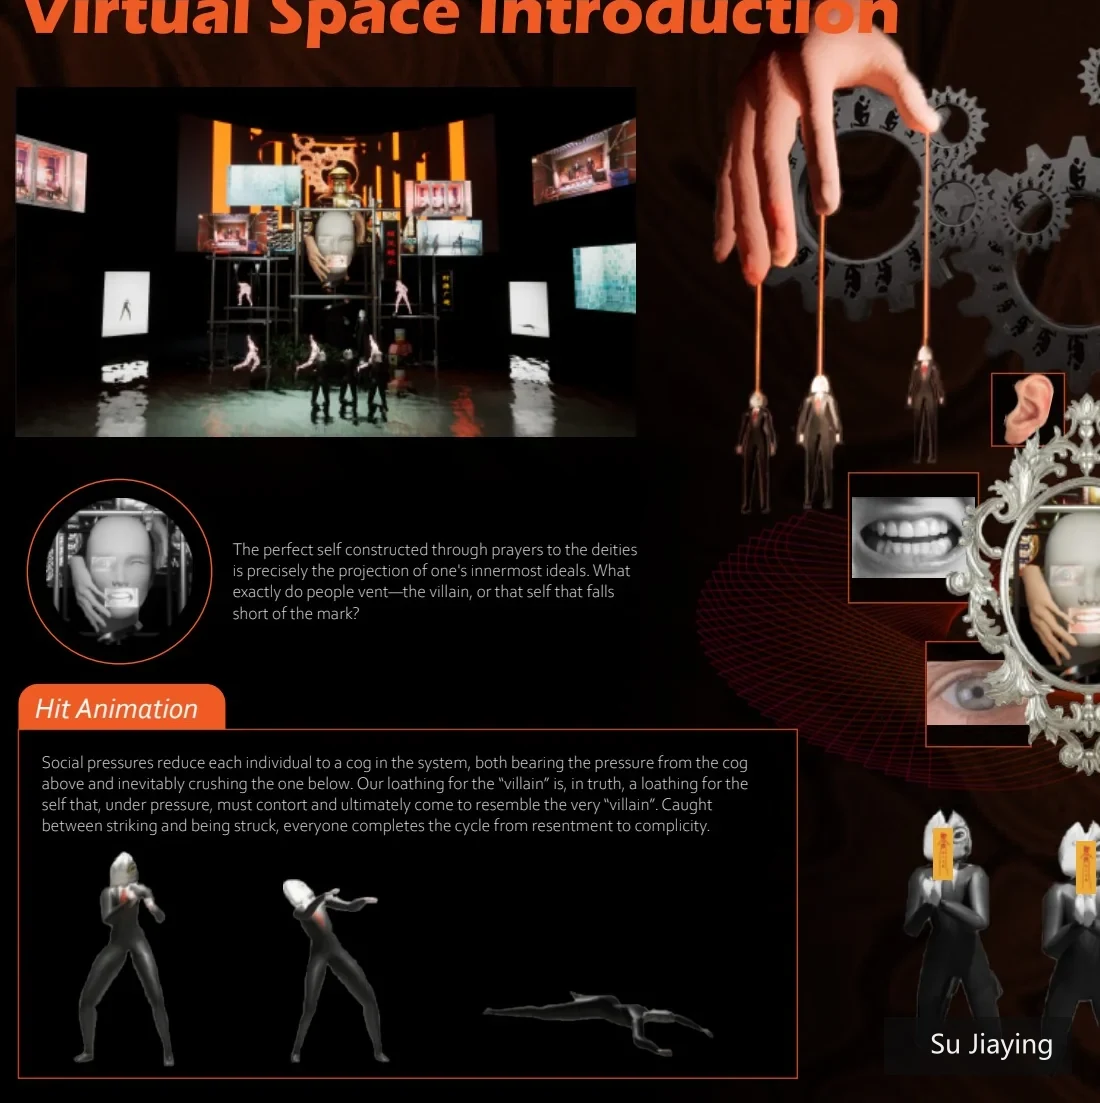 Virtual Space Introduction
The perfect self constructed through prayers to the deities
is precisely the projection of one's innermost ideals. What
exactly do people vent—the villain, or that self that falls
short of the mark?
Hit Animation
Social pressures reduce each individual to a cog in the system, both bearing the pressure from the cog
above and inevitably crushing the one below. Our loathing for the “villain” is, in truth, a loathing for the
self that, under pressure, must contort and ultimately come to resemble the very “villain”. Caught
between striking and being struck, everyone completes the cycle from resentment to complicity.
Su Jiaying